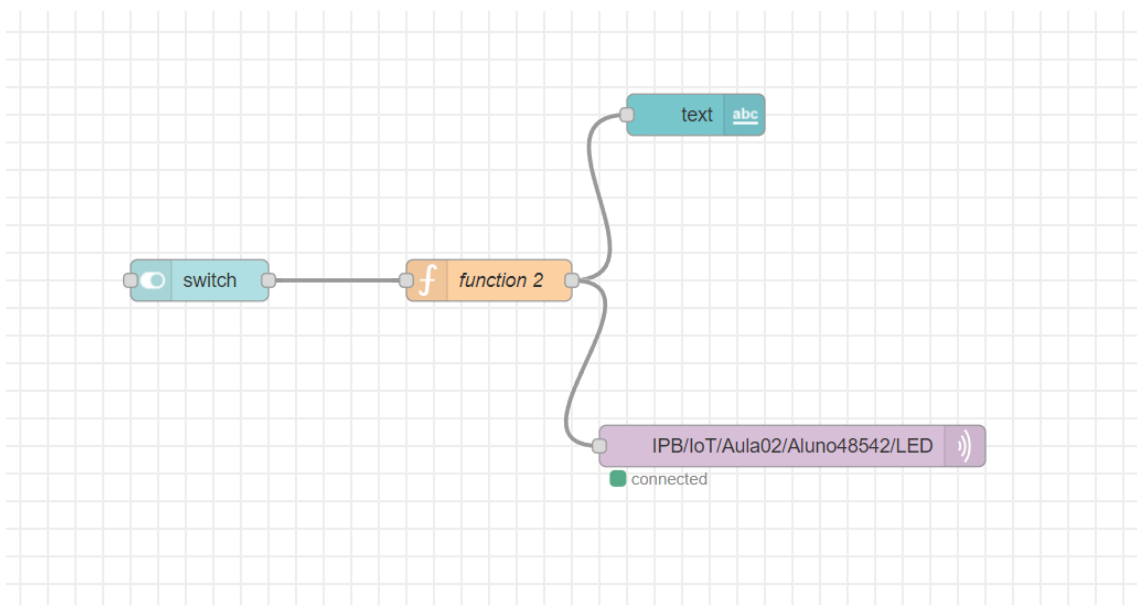 text abc
switch
function 2
IPB/IoT/Aula02/Aluno48542/LED
connected